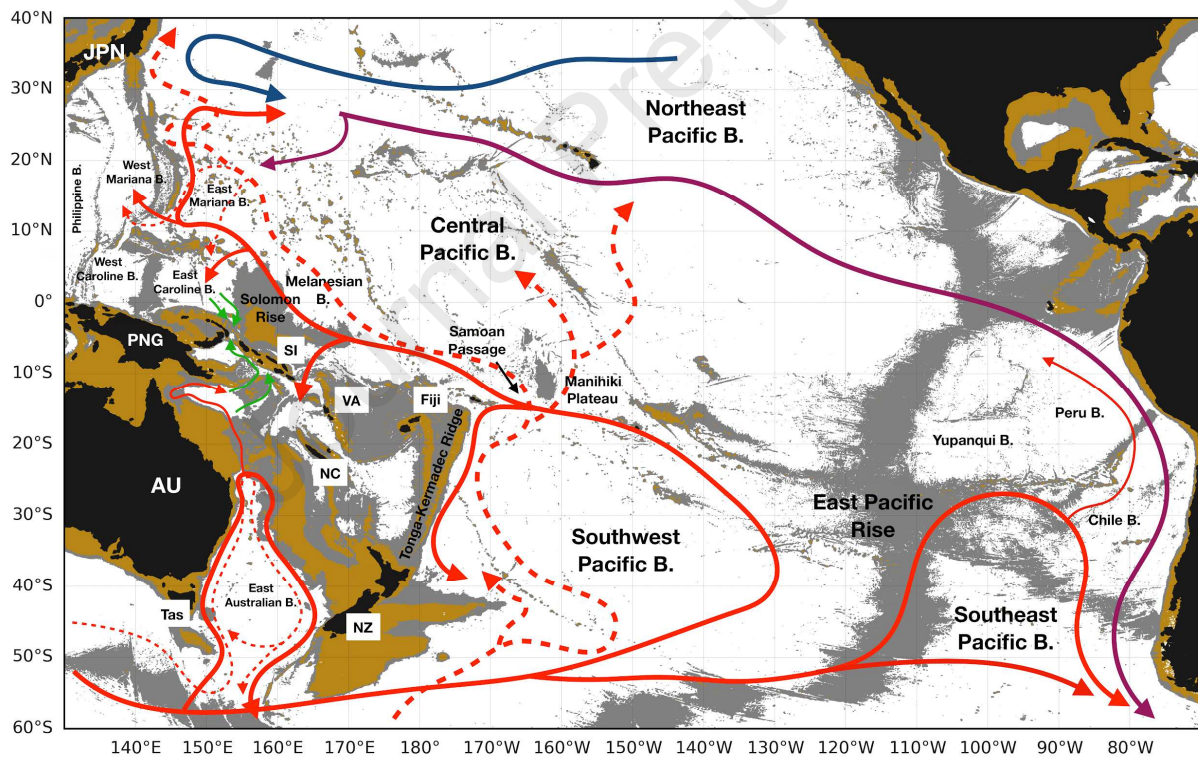 40°N
30°N
20°N
10°N
0°
10°S
20°S
30°S
40°S
50°S
60°S
JPN
Northeast
Pacific B.
Philippine B.
West
Mariana B.
East
Mariana B.
Central
Pacific B.
West
Caroline B.
East
Caroline B.
Melanesian
B.
Solomon
Rise
PNG
SI
Samoan
Passage
VA
Fiji
Manihiki
Plateau
Peru B.
Yupanqui B.
NC
AU
Tonga-Kermadec Ridge
East Pacific
Rise
Chile B.
Southwest
Pacific B.
East
Australian B.
Tas
NZ
Southeast
Pacific B.
Journal Pre-p
140°E
150°E
160°E
170°E
180°
170°W
160°W
150°W
140°W
130°W
120°W
110°W
100°W
90°W
80°W